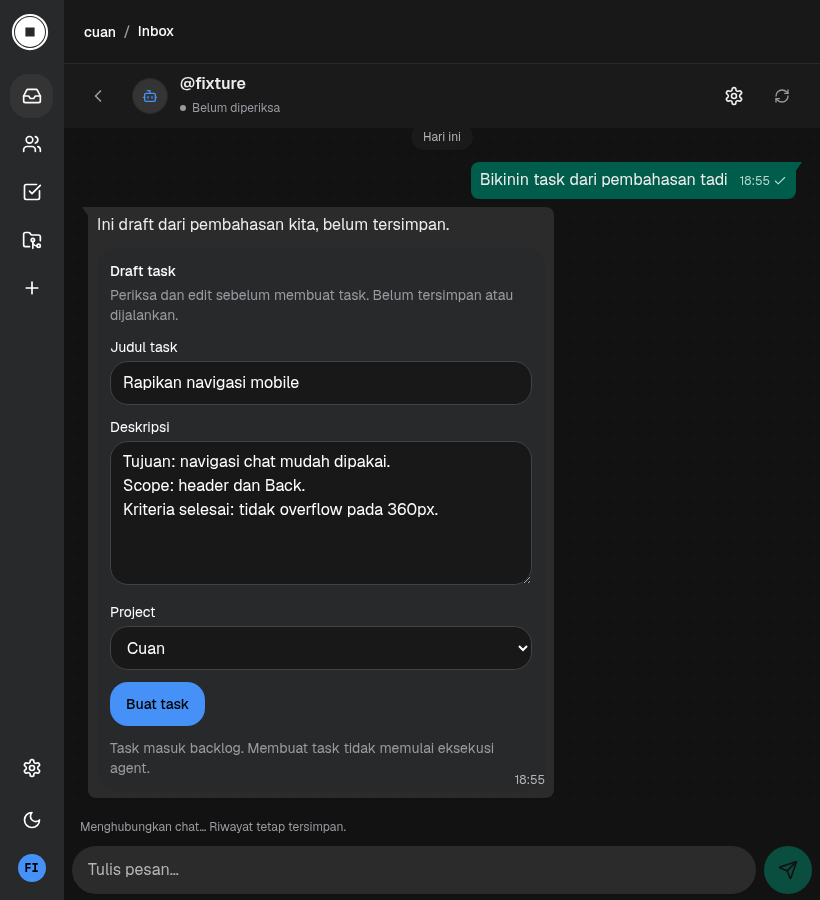 cuan / Inbox
@fixture
Belum diperiksa
Hari ini
Bikinin task dari pembahasan tadi 18:55
Ini draft dari pembahasan kita, belum tersimpan.
Draft task
Periksa dan edit sebelum membuat task. Belum tersimpan atau
dijalankan.
Judul task
Rapikan navigasi mobile
Deskripsi
Tujuan: navigasi chat mudah dipakai.
Scope: header dan Back.
Kriteria selesai: tidak overflow pada 360px.
Project
Cuan
Buat task
Task masuk backlog. Membuat task tidak memulai eksekusi
agent.
18:55
Menghubungkan chat… Riwayat tetap tersimpan.
FI
Tulis pesan…